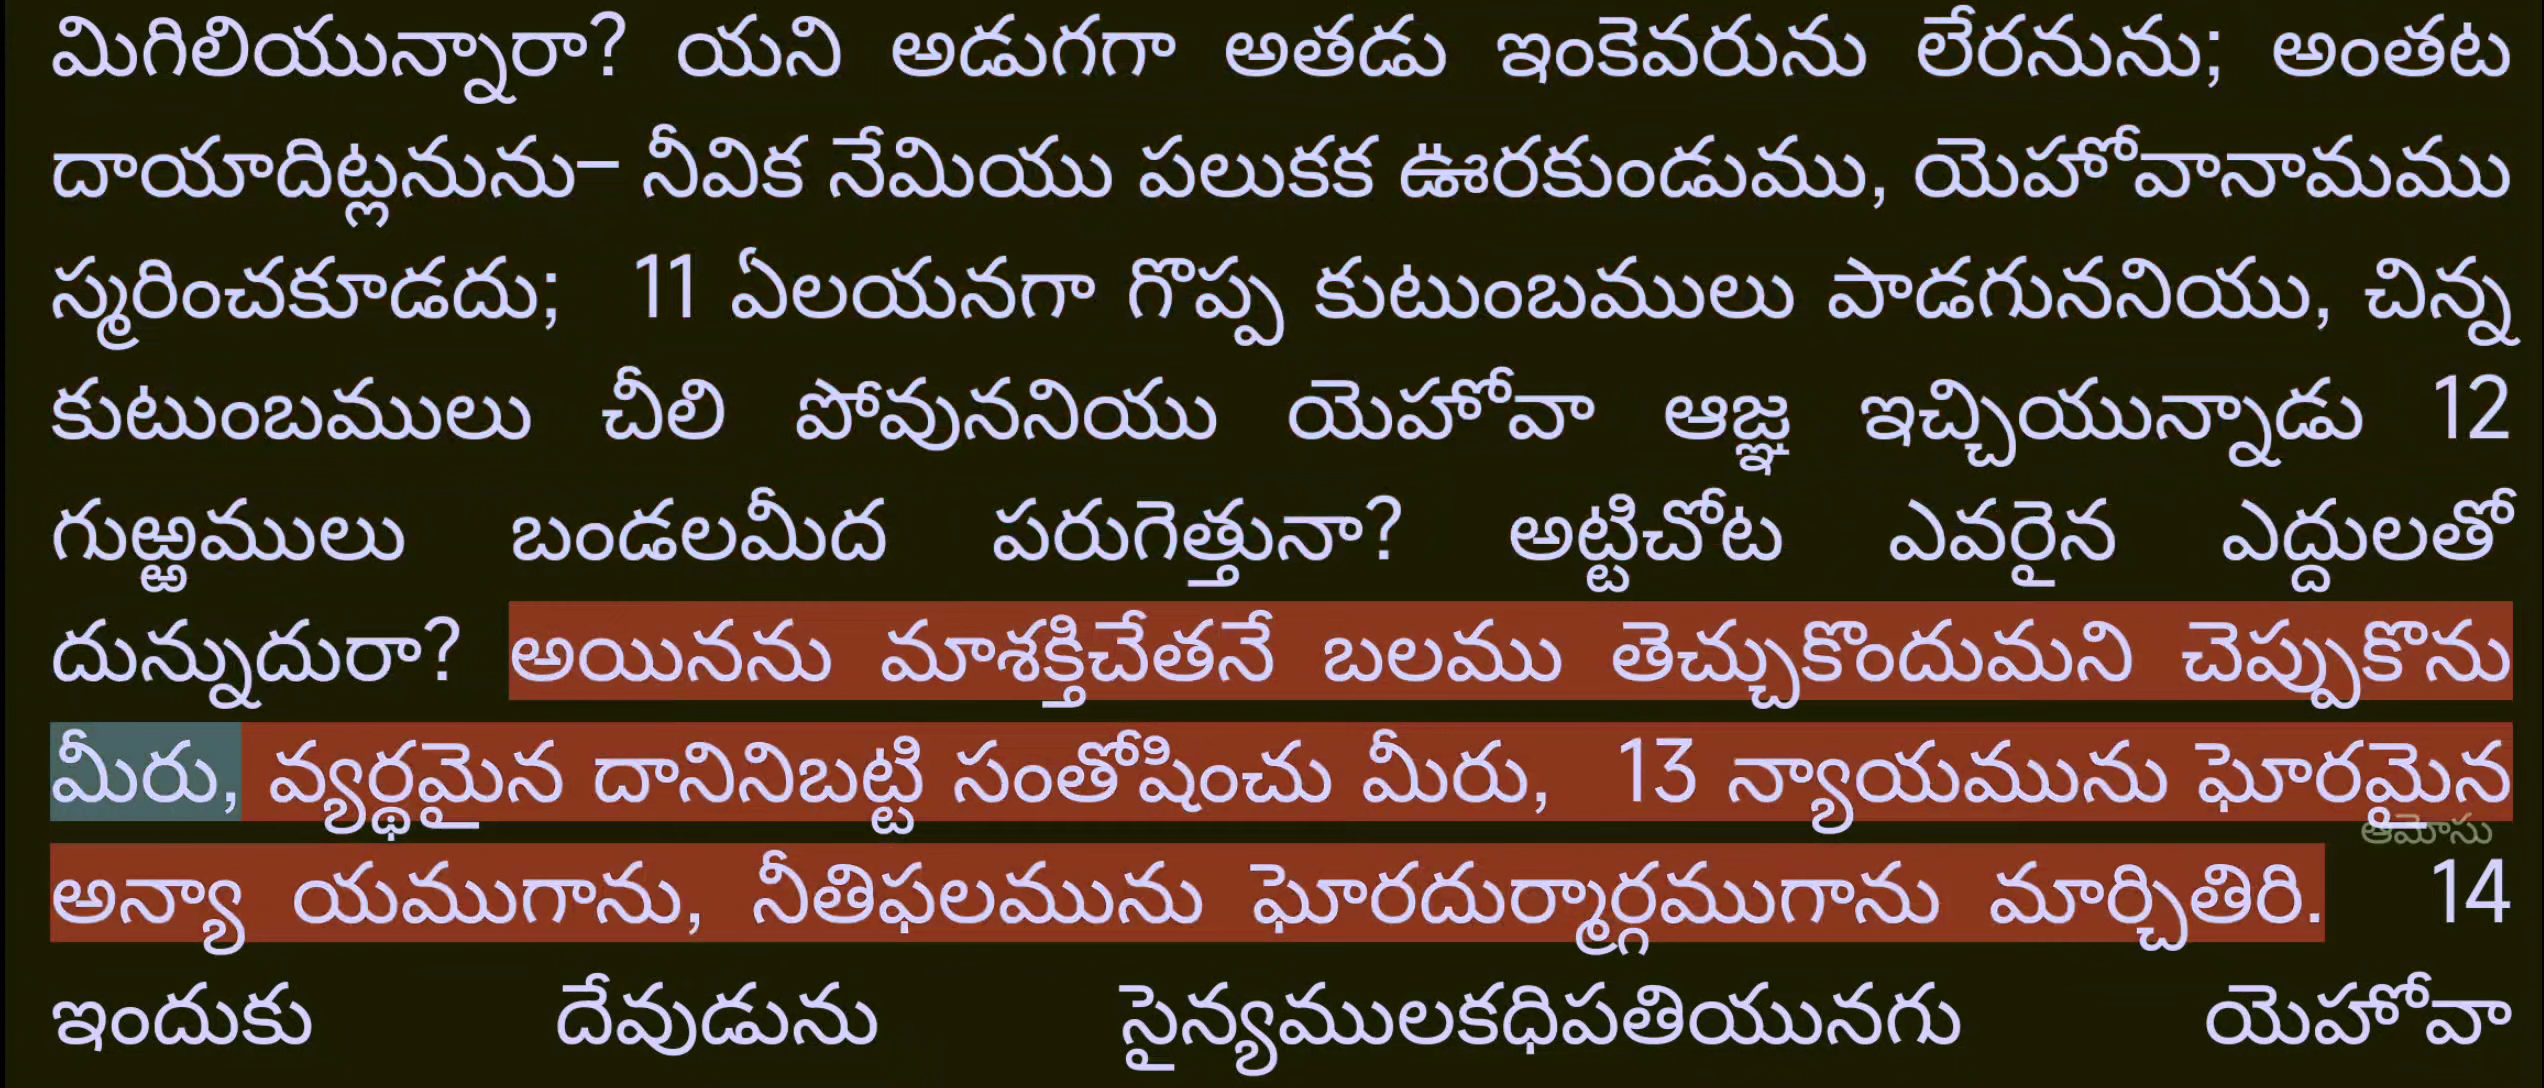 మిగిలియున్నారా? యని అడుగగా అతడు ఇంకెవరును లేరనును; అంతట
దాయాదిట్లనును– నీవిక నేమియు పలుకక ఊరకుండుము, యెహోవానామము
స్మరించకూడదు; 11 ఏలయనగా గొప్ప కుటుంబములు పాడగుననియు, చిన్న
కుటుంబములు చీలి పోవుననియు యెహోవా ఆజ్ఞ ఇచ్చియున్నాడు 12
గుఱ్ఱములు బండలమీద పరుగెత్తునా? అట్టిచోట ఎవరైన ఎద్దులతో
దున్నుదురా? అయినను మాశక్తిచేతనే బలము తెచ్చుకొందుమని చెప్పుకొను
మీరు, వ్యర్థమైన దానినిబట్టి సంతోషించు మీరు, 13 న్యాయమును ఘోరమైన
ఆమోసు
అన్యా యముగాను, నీతిఫలమును ఘోరదుర్మార్గముగాను మార్చితిరి. 14
ఇందుకు దేవుడును సైన్యములకధిపతియునగు యెహోవా